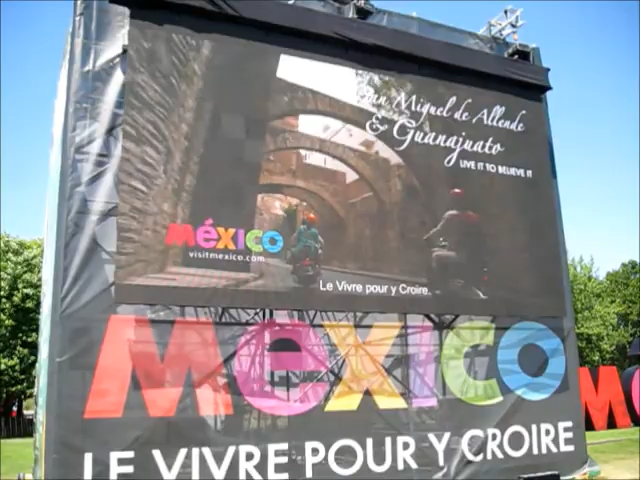 San Miguel de Allende
& Guanajuato
LIVE IT TO BELIEVE IT
méxico
visitmexico.com
Le Vivre pour y Croire.
México
LE VIVRE POUR Y CROIRE